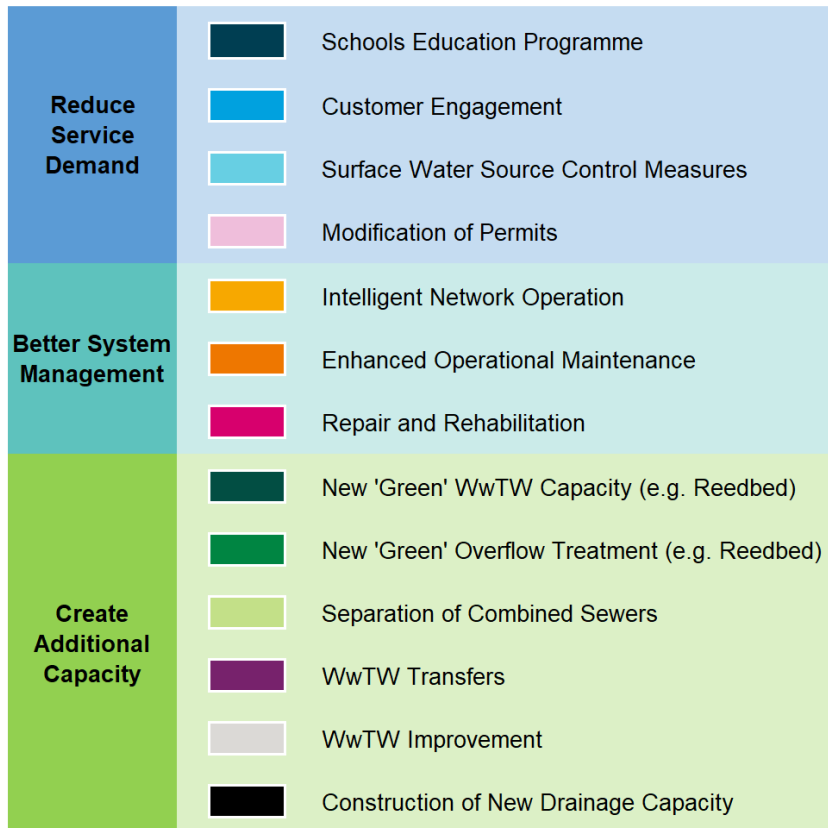 Reduce
Service
Demand
Schools Education Programme
Customer Engagement
Surface Water Source Control Measures
Modification of Permits
Better System
Management
Intelligent Network Operation
Enhanced Operational Maintenance
Repair and Rehabilitation
Create
Additional
Capacity
New 'Green' WwTW Capacity (e.g. Reedbed)
New 'Green' Overflow Treatment (e.g. Reedbed)
Separation of Combined Sewers
WwTW Transfers
WwTW Improvement
Construction of New Drainage Capacity